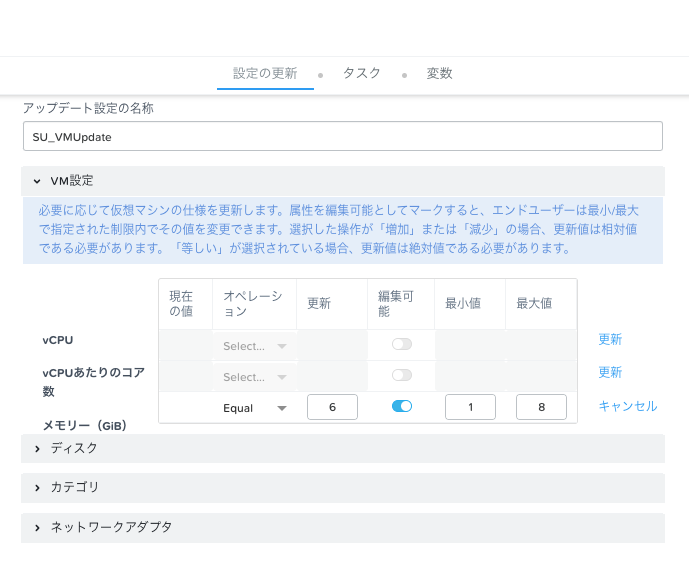 設定の更新 タスク 変数
アップデート設定の名称
SU_VMUpdate
VM設定
必要に応じて仮想マシンの仕様を更新します。属性を編集可能としてマークすると、エンドユーザーは最小/最大
で指定された制限内でその値を変更できます。選択した操作が「増加」または「減少」の場合、更新値は相対値
である必要があります。「等しい」が選択されている場合、更新値は絶対値である必要があります。
現在
の値
オペレーシ
ョン
更新
編集可
能
最小値
最大値
vCPU
Select...
更新
vCPUあたりのコア
数
Select...
更新
メモリー（GiB）
Equal
6
1
8
キャンセル
ディスク
カテゴリ
ネットワークアダプタ